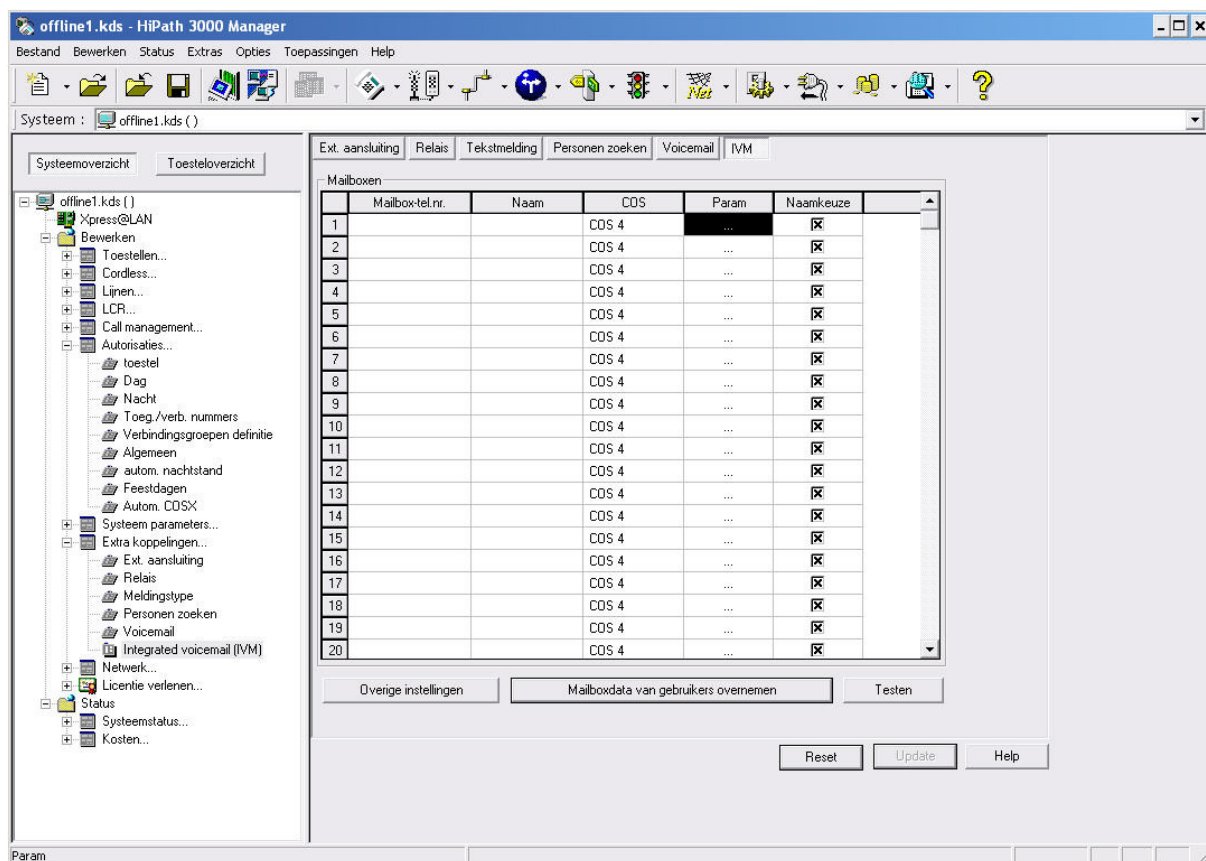 offline1.kds - HiPath 3000 Manager
Bestand Bewerken Status Extras Opties Toepassingen Help
Net
Systeem : offline1.kds ( )
Systeemoverzicht Toesteloverzicht
offline1.kds ( )
Xpress@LAN
Bewerken
Toestellen...
Cordless...
Lijnen...
LCR...
Call management...
Autorisaties...
toestel
Dag
Nacht
Toeg./verb. nummers
Verbindingsgroepen definitie
Algemeen
autom. nachtstand
Feestdagen
Autom. COSX
Systeem parameters...
Extra koppelingen...
Ext. aansluiting
Relais
Meldingstype
Personen zoeken
Voicemail
Integrated voicemail (IVM)
Netwerk...
Licentie verlenen...
Status
Systeemstatus...
Kosten...
Ext. aansluiting Relais Tekstmelding Personen zoeken Voicemail IVM
Mailboxen
Mailbox-tel.nr. Naam COS Param Naamkeuze
1 COS 4 ...
2 COS 4 ...
3 COS 4 ...
4 COS 4 ...
5 COS 4 ...
6 COS 4 ...
7 COS 4 ...
8 COS 4 ...
9 COS 4 ...
10 COS 4 ...
11 COS 4 ...
12 COS 4 ...
13 COS 4 ...
14 COS 4 ...
15 COS 4 ...
16 COS 4 ...
17 COS 4 ...
18 COS 4 ...
19 COS 4 ...
20 COS 4 ...
Overige instellingen Mailboxdata van gebruikers overnemen Testen
Reset Update Help
Param